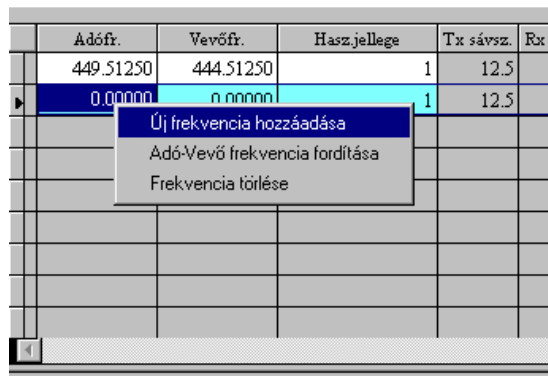 Adófr. Vevőfr. Hasz.jellege Tx sávsz. Rx
449.51250 444.51250 1 12.5
0.00000 0.00000 1 12.5
Új frekvencia hozzáadása
Adó-Vevő frekvencia fordítása
Frekvencia törlése